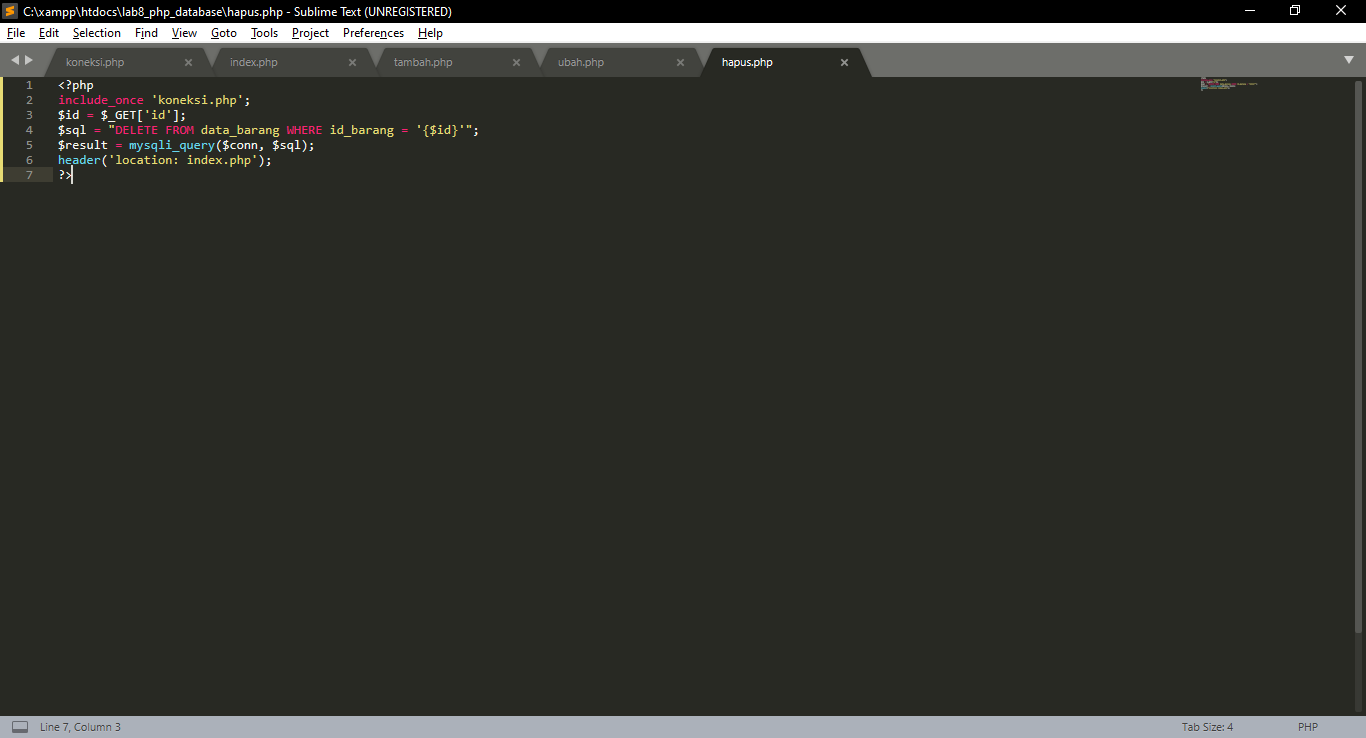 C:\xampp\htdocs\lab8_php_database\hapus.php - Sublime Text (UNREGISTERED)
File Edit Selection Find View Goto Tools Project Preferences Help
koneksi.php index.php tambah.php ubah.php hapus.php
1 <?php
2 include_once 'koneksi.php';
3 $id = $_GET['id'];
4 $sql = "DELETE FROM data_barang WHERE id_barang = '{$id}'";
5 $result = mysqli_query($conn, $sql);
6 header('location: index.php');
7 ?>
Line 7, Column 3 Tab Size: 4 PHP